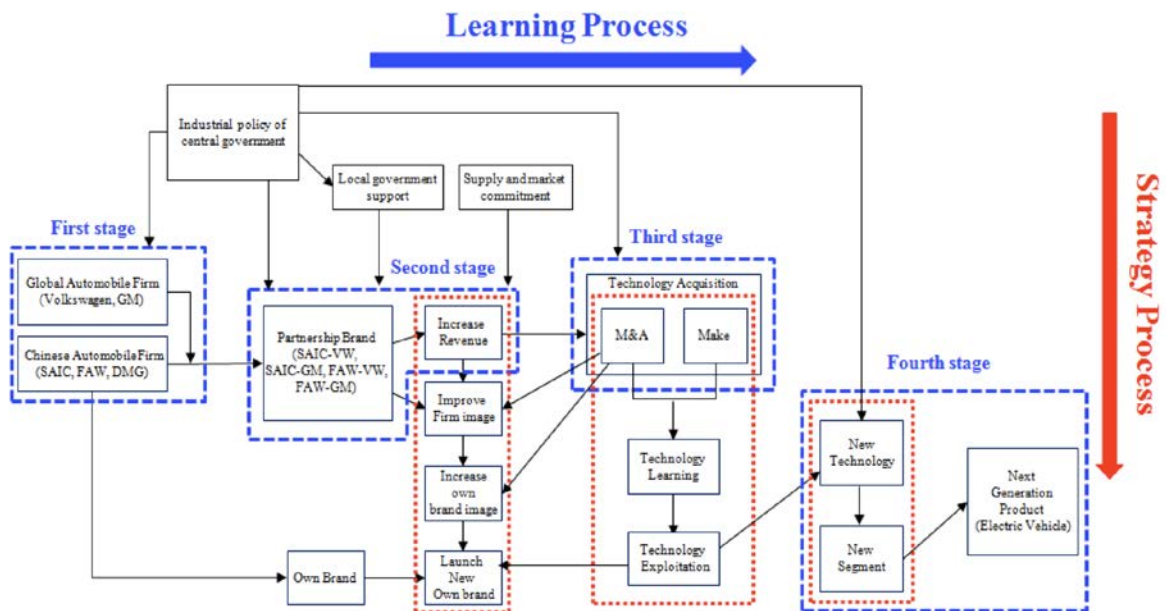 Learning Process
Strategy Process
Industrial policy of
central government
Local government
support
Supply and market
commitment
First stage
Global Automobile Firm
(Volkswagen, GM)
Chinese Automobile Firm
(SAIC, FAW, DMG)
Second stage
Partnership Brand
(SAIC-VW,
SAIC-GM, FAW-VW,
FAW-GM)
Increase
Revenue
Improve
Firm image
Increase
own
brand image
Launch
New
Own brand
Own Brand
Third stage
Technology Acquisition
M&A
Make
Technology
Learning
Technology
Exploitation
Fourth stage
New
Technology
New
Segment
Next
Generation
Product
(Electric Vehicle)